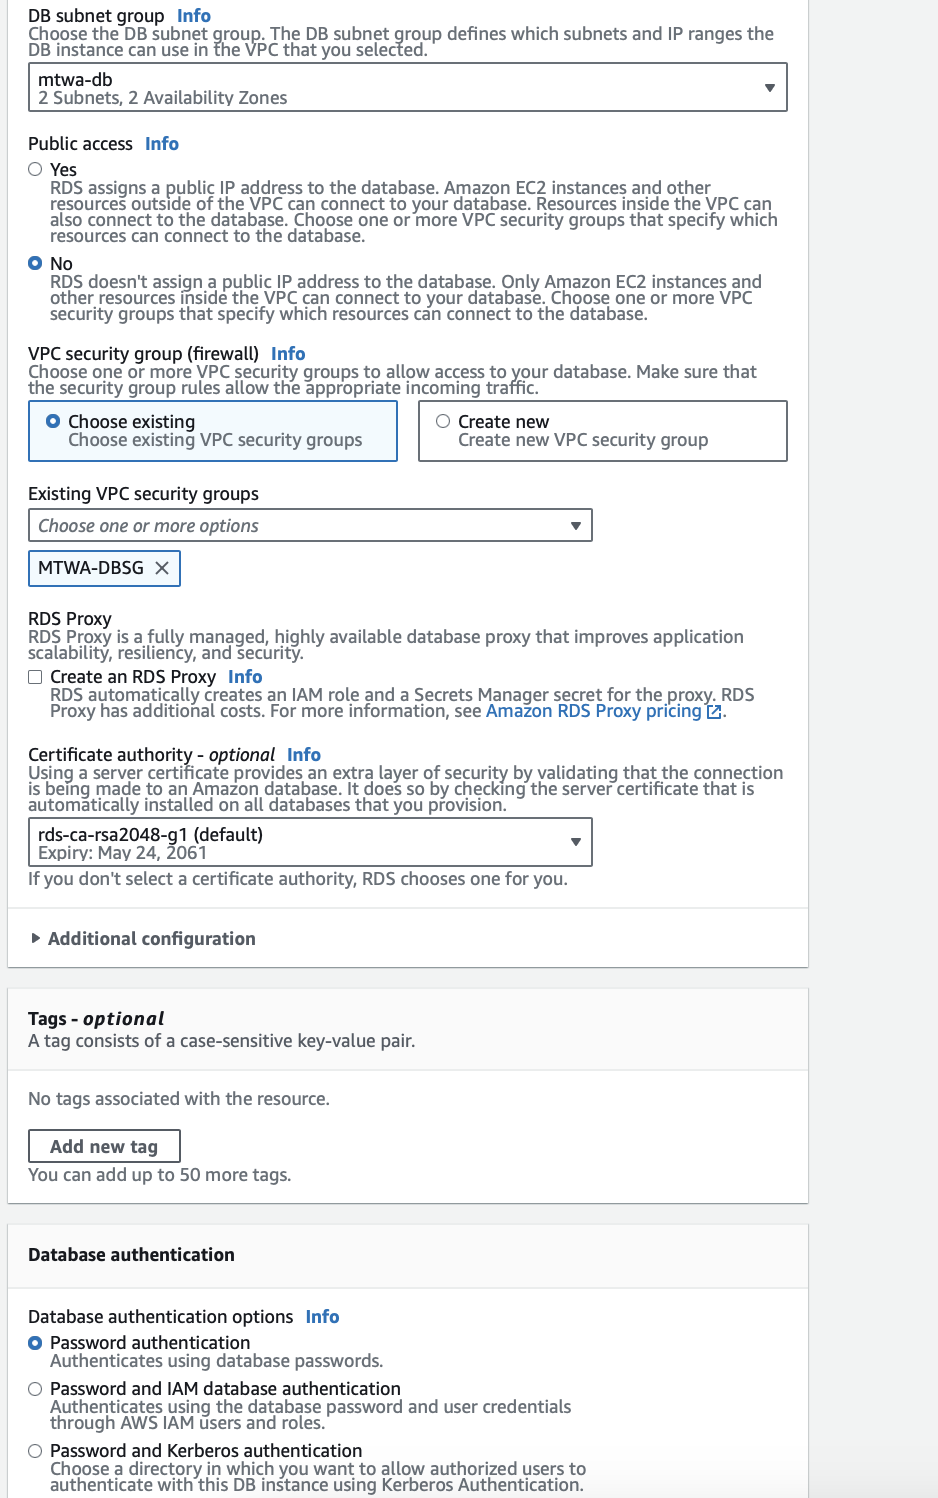 DB subnet group Info
Choose the DB subnet group. The DB subnet group defines which subnets and IP ranges the
DB instance can use in the VPC that you selected.
mtwa-db
2 Subnets, 2 Availability Zones
Public access Info
Yes
RDS assigns a public IP address to the database. Amazon EC2 instances and other
resources outside of the VPC can connect to your database. Resources inside the VPC can
also connect to the database. Choose one or more VPC security groups that specify which
resources can connect to the database.
No
RDS doesn't assign a public IP address to the database. Only Amazon EC2 instances and
other resources inside the VPC can connect to your database. Choose one or more VPC
security groups that specify which resources can connect to the database.
VPC security group (firewall) Info
Choose one or more VPC security groups to allow access to your database. Make sure that
the security group rules allow the appropriate incoming traffic.
Choose existing
Choose existing VPC security groups
Create new
Create new VPC security group
Existing VPC security groups
Choose one or more options
MTWA-DBSG
RDS Proxy
RDS Proxy is a fully managed, highly available database proxy that improves application
scalability, resiliency, and security.
Create an RDS Proxy Info
RDS automatically creates an IAM role and a Secrets Manager secret for the proxy. RDS
Proxy has additional costs. For more information, see Amazon RDS Proxy pricing.
Certificate authority - optional Info
Using a server certificate provides an extra layer of security by validating that the connection
is being made to an Amazon database. It does so by checking the server certificate that is
automatically installed on all databases that you provision.
rds-ca-rsa2048-g1 (default)
Expiry: May 24, 2061
If you don't select a certificate authority, RDS chooses one for you.
Additional configuration
Tags - optional
A tag consists of a case-sensitive key-value pair.
No tags associated with the resource.
Add new tag
You can add up to 50 more tags.
Database authentication
Database authentication options Info
Password authentication
Authenticates using database passwords.
Password and IAM database authentication
Authenticates using the database password and user credentials
through AWS IAM users and roles.
Password and Kerberos authentication
Choose a directory in which you want to allow authorized users to
authenticate with this DB instance using Kerberos Authentication.